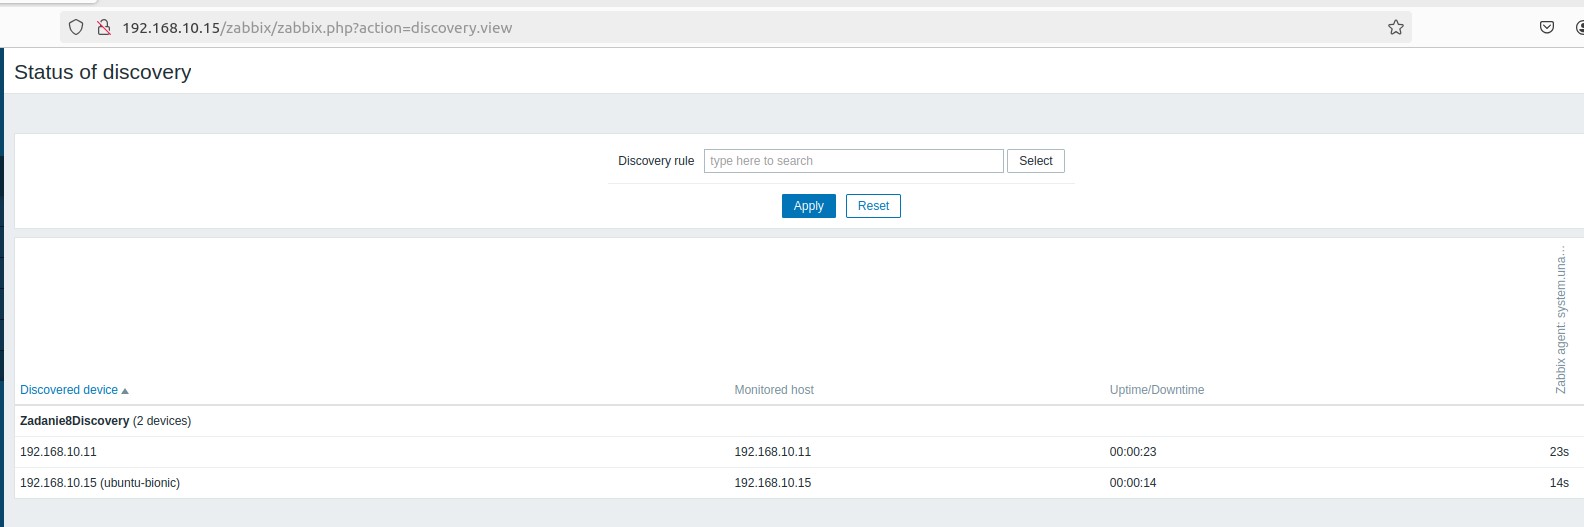 192.168.10.15/zabbix/zabbix.php?action=discovery.view
Status of discovery
Discovery rule type here to search Select
Apply Reset
Zabbix agent: system.una...
Discovered device Monitored host Uptime/Downtime
Zadanie8Discovery (2 devices)
192.168.10.11 192.168.10.11 00:00:23 23s
192.168.10.15 (ubuntu-bionic) 192.168.10.15 00:00:14 14s